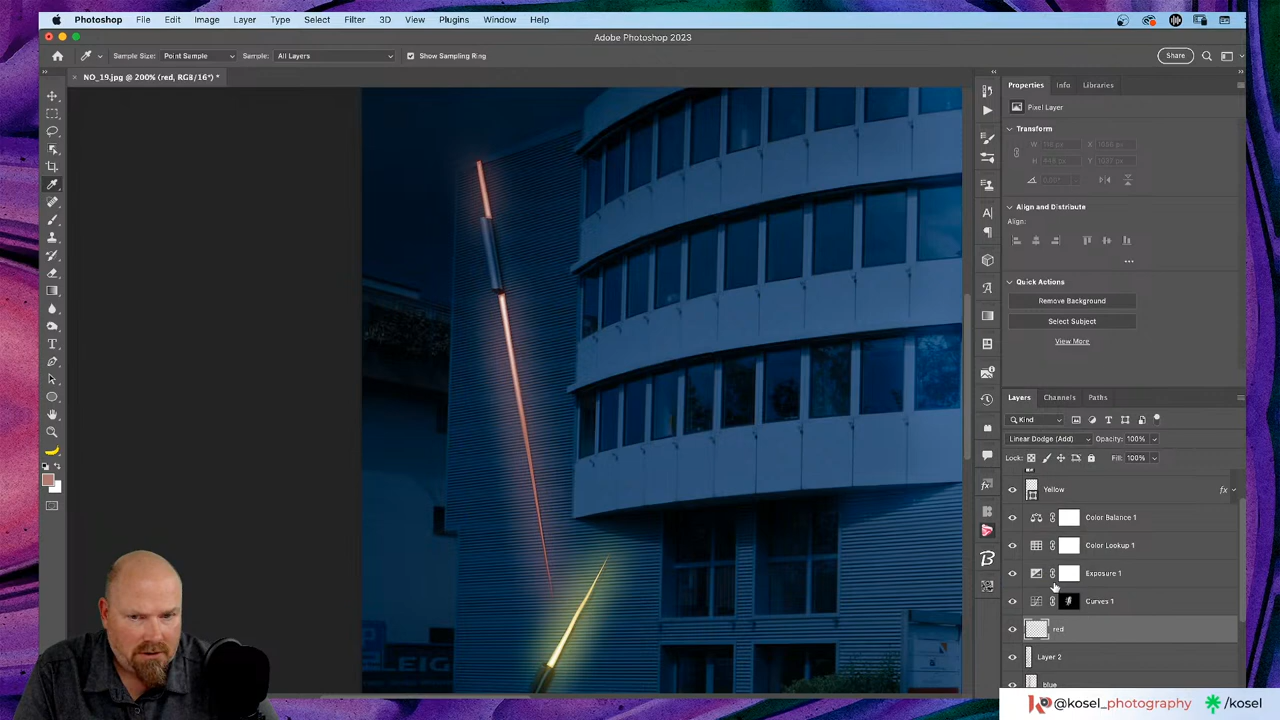 Photoshop File Edit Image Layer Type Select Filter 3D View Plugins Window Help
Adobe Photoshop 2023
Sample Size: Point Sample Sample: All Layers Show Sampling Ring Share
NO_19.jpg @ 200% (red, RGB/16*) *
Properties Info Libraries
Pixel Layer
Transform
W X
H Y
Align and Distribute
Align:
Quick Actions
Remove Background
Select Subject
View More
Layers Channels Paths
Kind
Linear Dodge (Add) Opacity: 100%
Lock: Fill: 100%
Yellow fx
Color Balance 1
Color Lookup 1
Exposure 1
Curves 1
red
Layer 2
blue
@kosel_photography /kosel